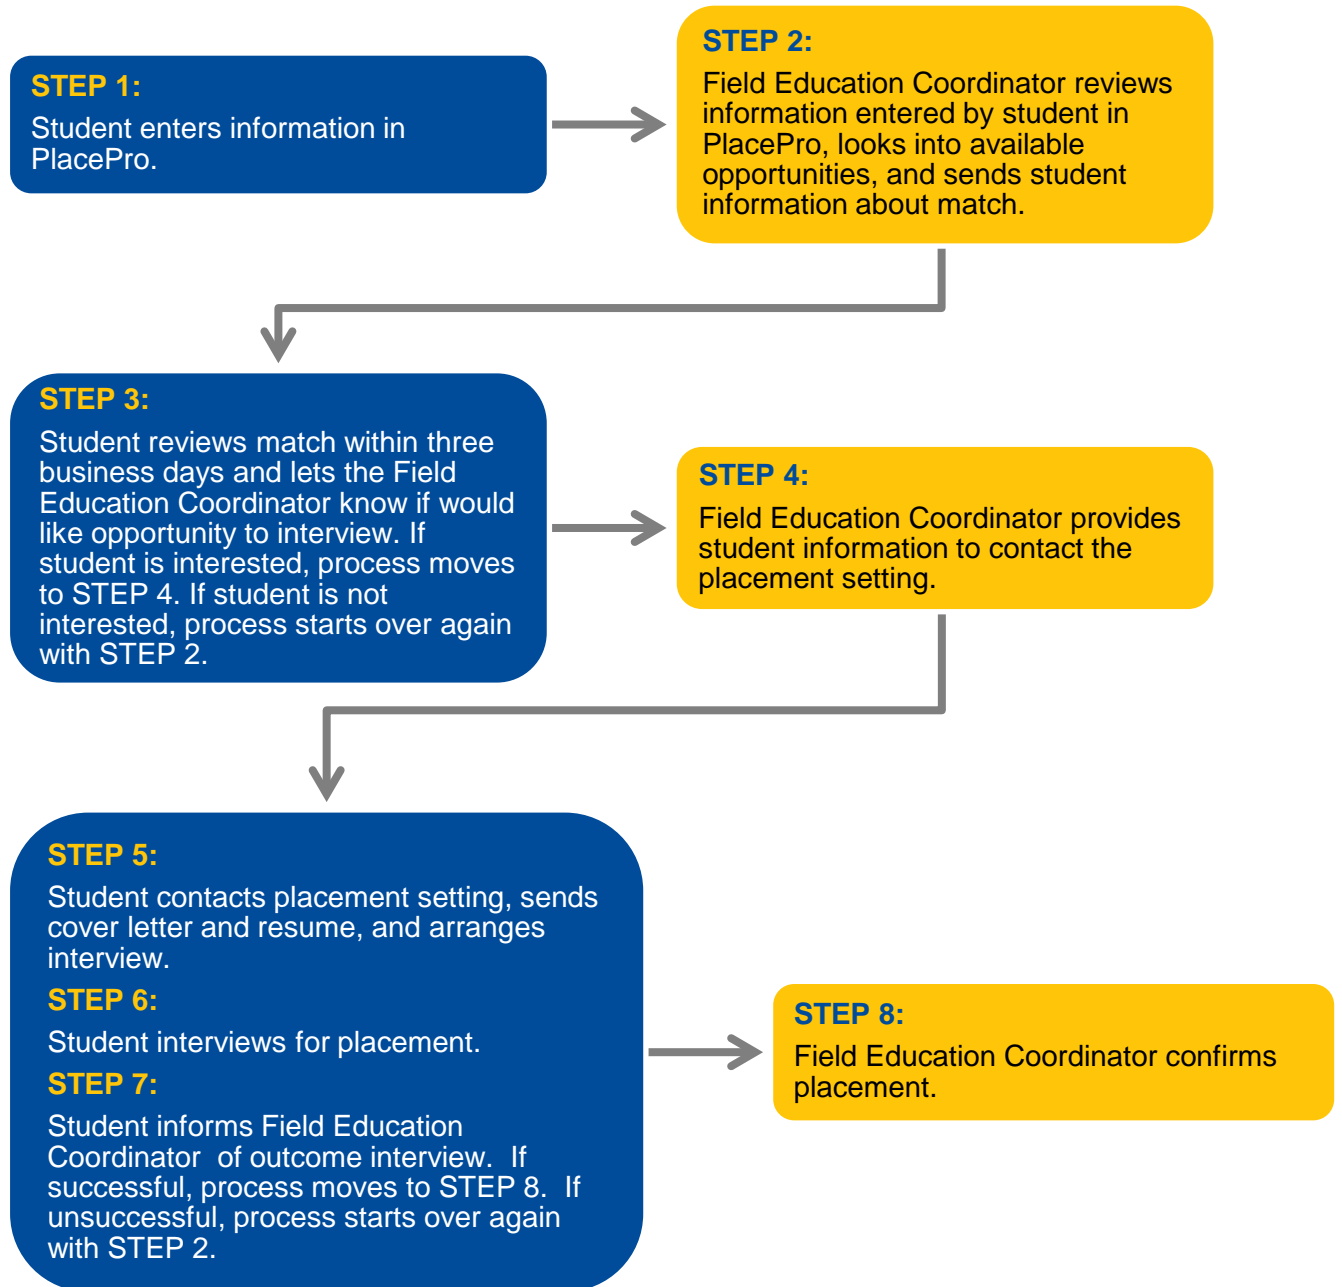 STEP 1:
Student enters information in
PlacePro.
STEP 2:
Field Education Coordinator reviews
information entered by student in
PlacePro, looks into available
opportunities, and sends student
information about match.
STEP 3:
Student reviews match within three
business days and lets the Field
Education Coordinator know if would
like opportunity to interview. If
student is interested, process moves
to STEP 4. If student is not
interested, process starts over again
with STEP 2.
STEP 4:
Field Education Coordinator provides
student information to contact the
placement setting.
STEP 5:
Student contacts placement setting, sends
cover letter and resume, and arranges
interview.
STEP 6:
Student interviews for placement.
STEP 7:
Student informs Field Education
Coordinator  of outcome interview.  If
successful, process moves to STEP 8.  If
unsuccessful, process starts over again
with STEP 2.
STEP 8:
Field Education Coordinator confirms
placement.